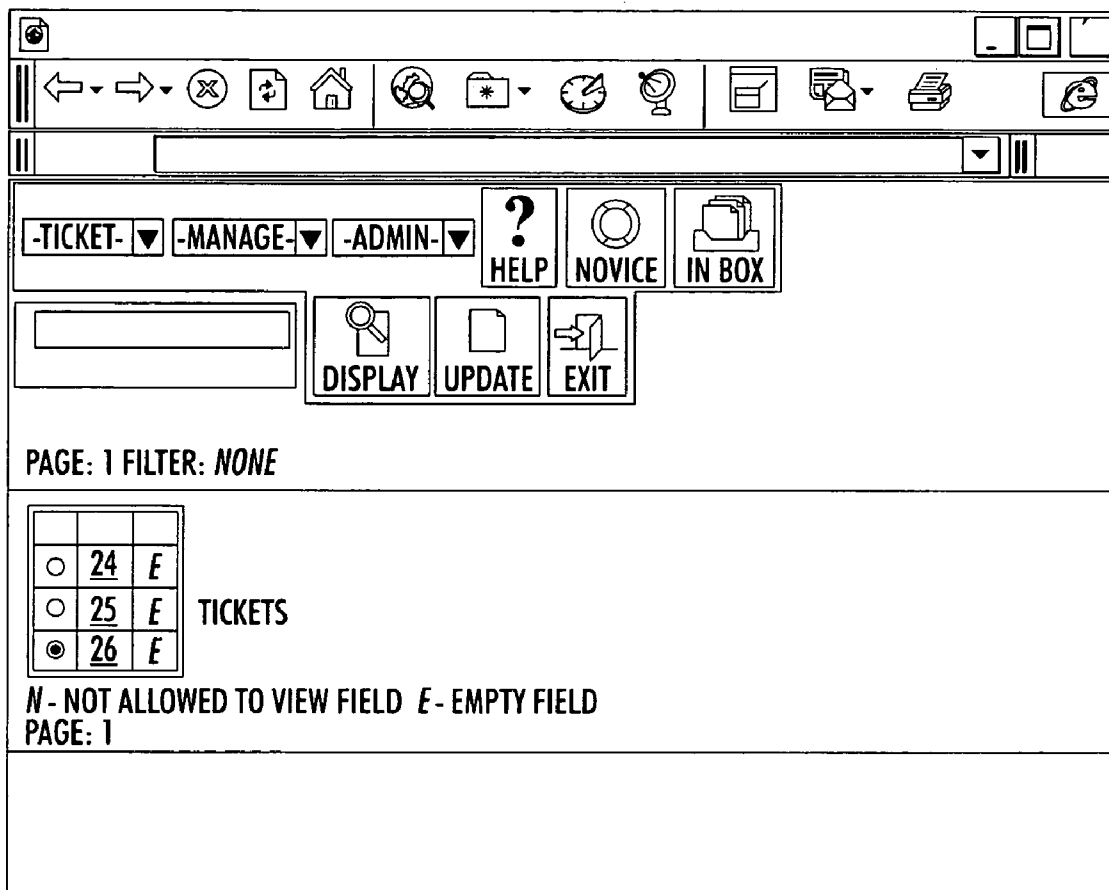 -TICKET- -MANAGE- -ADMIN- ? HELP NOVICE IN BOX
DISPLAY UPDATE EXIT
PAGE: 1 FILTER: NONE
24 E
25 E
TICKETS
26 E
N - NOT ALLOWED TO VIEW FIELD E - EMPTY FIELD
PAGE: 1